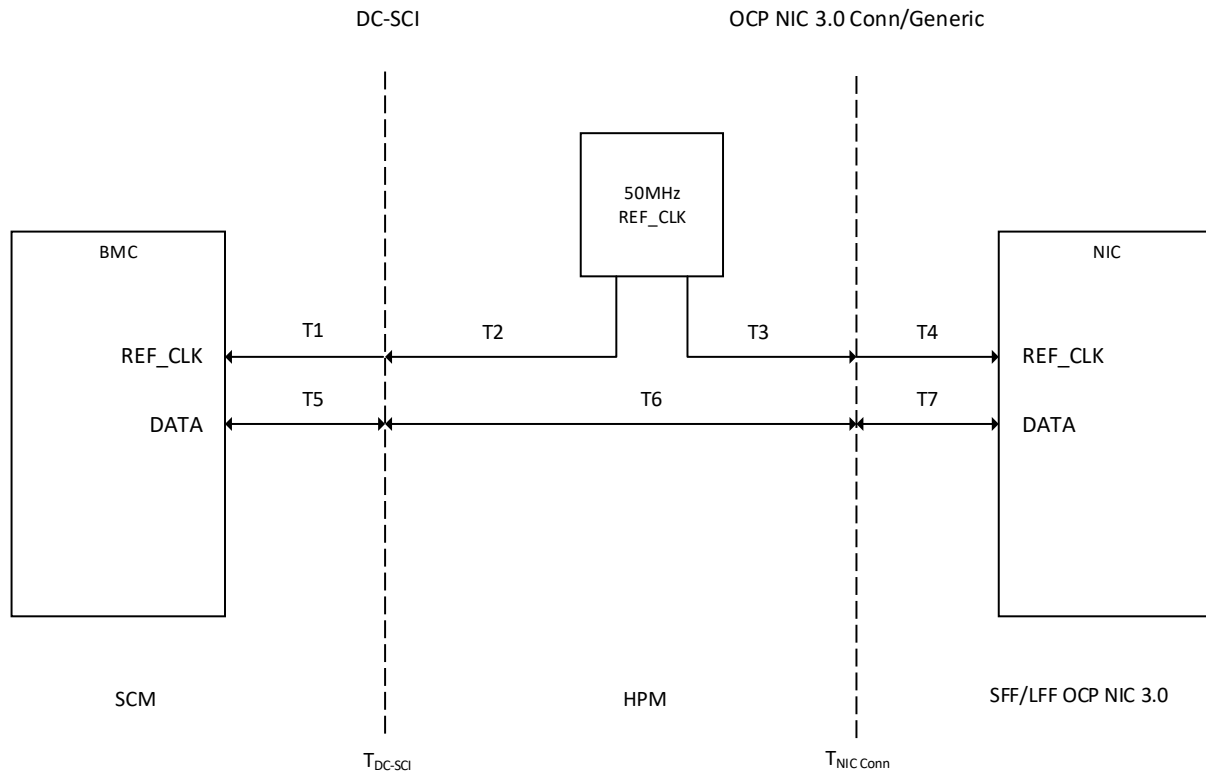 DC-SCI
OCP NIC 3.0 Conn/Generic
50MHz
REF_CLK
BMC
NIC
T1
T2
T3
T4
REF_CLK
REF_CLK
T5
T6
T7
DATA
DATA
SCM
HPM
SFF/LFF OCP NIC 3.0
TDC-SCI
TNIC Conn